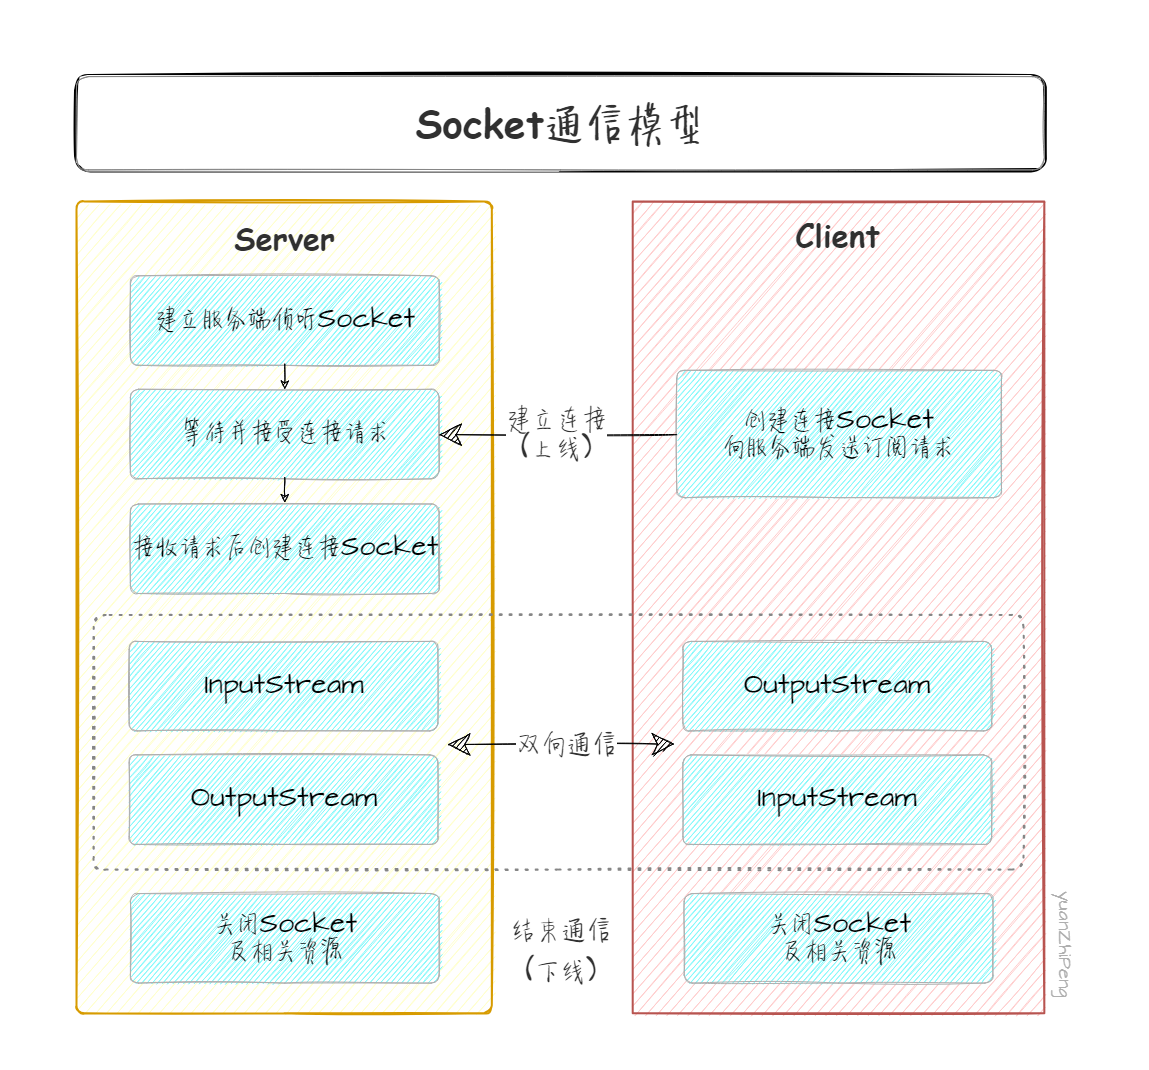 Socket通信模型
Server
建立服务端侦听Socket
等待并接受连接请求
接收请求后创建连接Socket
建立连接
(上线)
Client
创建连接Socket
向服务端发送订阅请求
InputStream
OutputStream
双向通信
OutputStream
InputStream
关闭Socket
及相关资源
结束通信
(下线)
关闭Socket
及相关资源
yuanZhiPeng